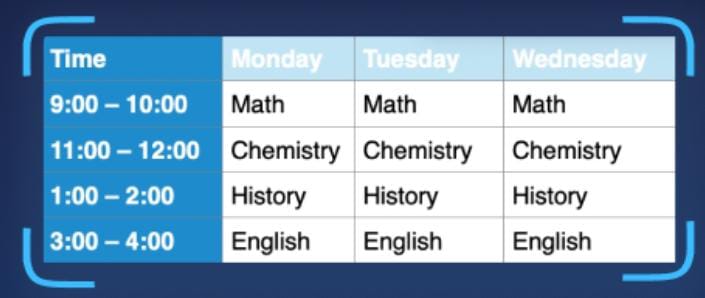 Time Monday Tuesday Wednesday
9:00 – 10:00 Math Math Math
11:00 – 12:00 Chemistry Chemistry Chemistry
1:00 – 2:00 History History History
3:00 – 4:00 English English English